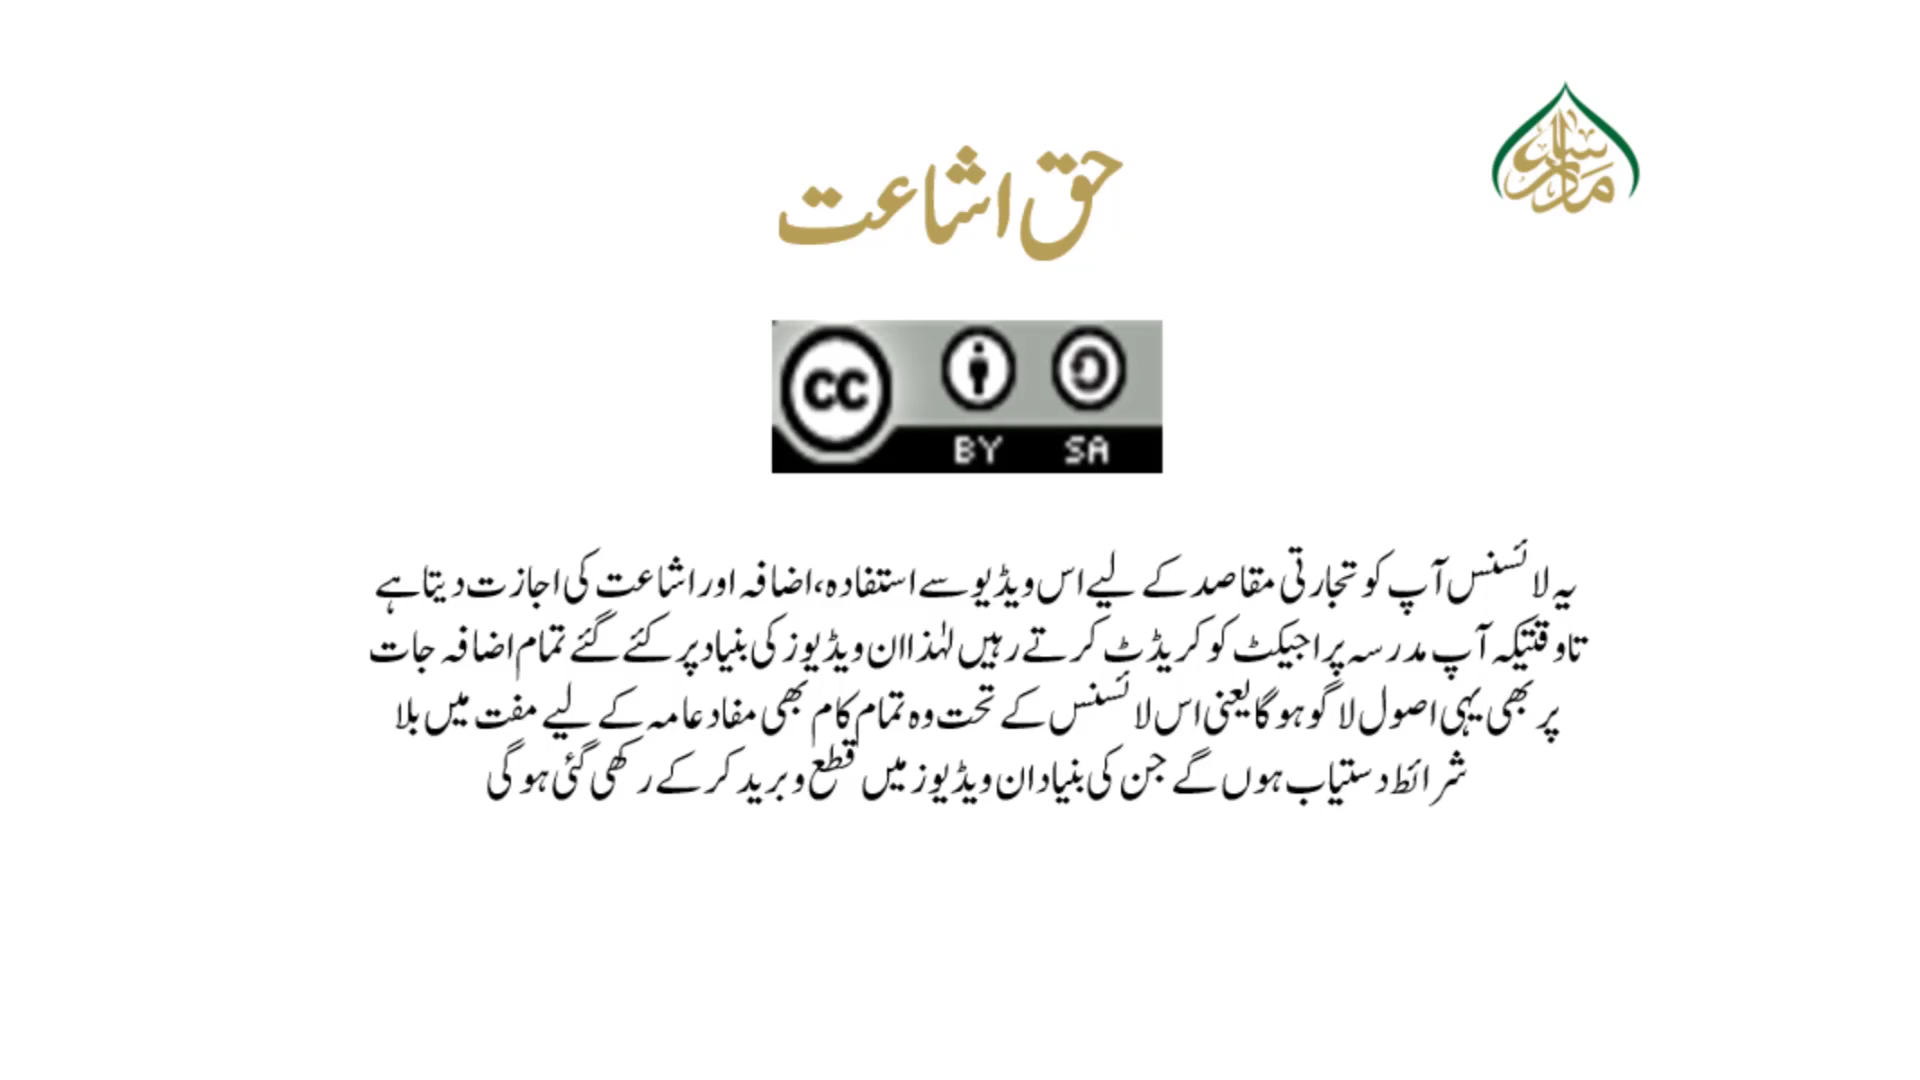 حق اشاعت
CC
BY SA
یہ لائسنس آپ کو تجارتی مقاصد کے لیے اس ویڈیو سے استفادہ، اضافہ اور اشاعت کی اجازت دیتا ہے
تاوقتیکہ آپ مدرسہ پراجیکٹ کو کریڈٹ کرتے رہیں لہٰذا ان ویڈیوز کی بنیاد پر کئے گئے تمام اضافہ جات
پر بھی یہی اصول لاگو ہو گا یعنی اس لائسنس کے تحت وہ تمام کام بھی مفاد عامہ کے لیے مفت میں بلا
شرائط دستیاب ہوں گے جن کی بنیاد ان ویڈیوز میں قطع و برید کر کے رکھی گئی ہو گی